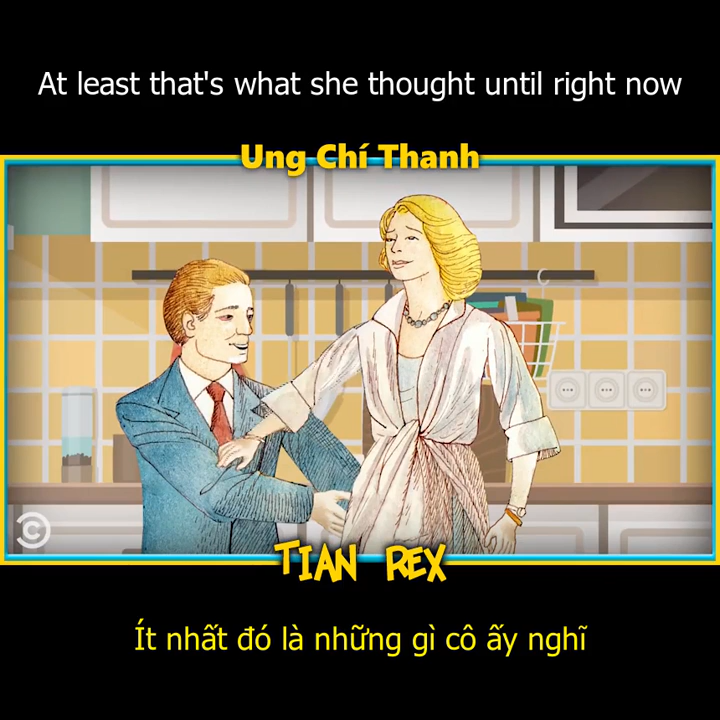 At least that's what she thought until right now
Ung Chí Thanh
TIAN REX
Ít nhất đó là những gì cô ấy nghĩ